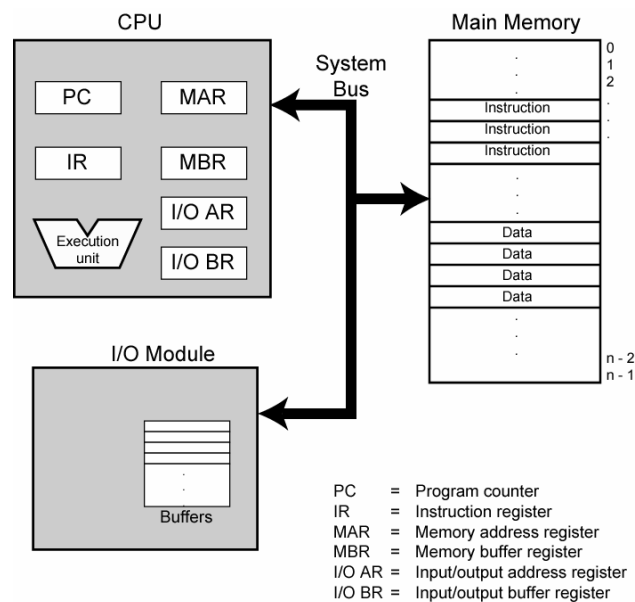 CPU
PC
MAR
IR
MBR
I/O AR
Execution
unit
I/O BR
System
Bus
Main Memory
.
.
.
Instruction
Instruction
Instruction
.
.
.
Data
Data
Data
Data
.
.
.
0
1
2
.
.
.
n - 2
n - 1
I/O Module
.
.
.
Buffers
PC = Program counter
IR = Instruction register
MAR = Memory address register
MBR = Memory buffer register
I/O AR = Input/output address register
I/O BR = Input/output buffer register